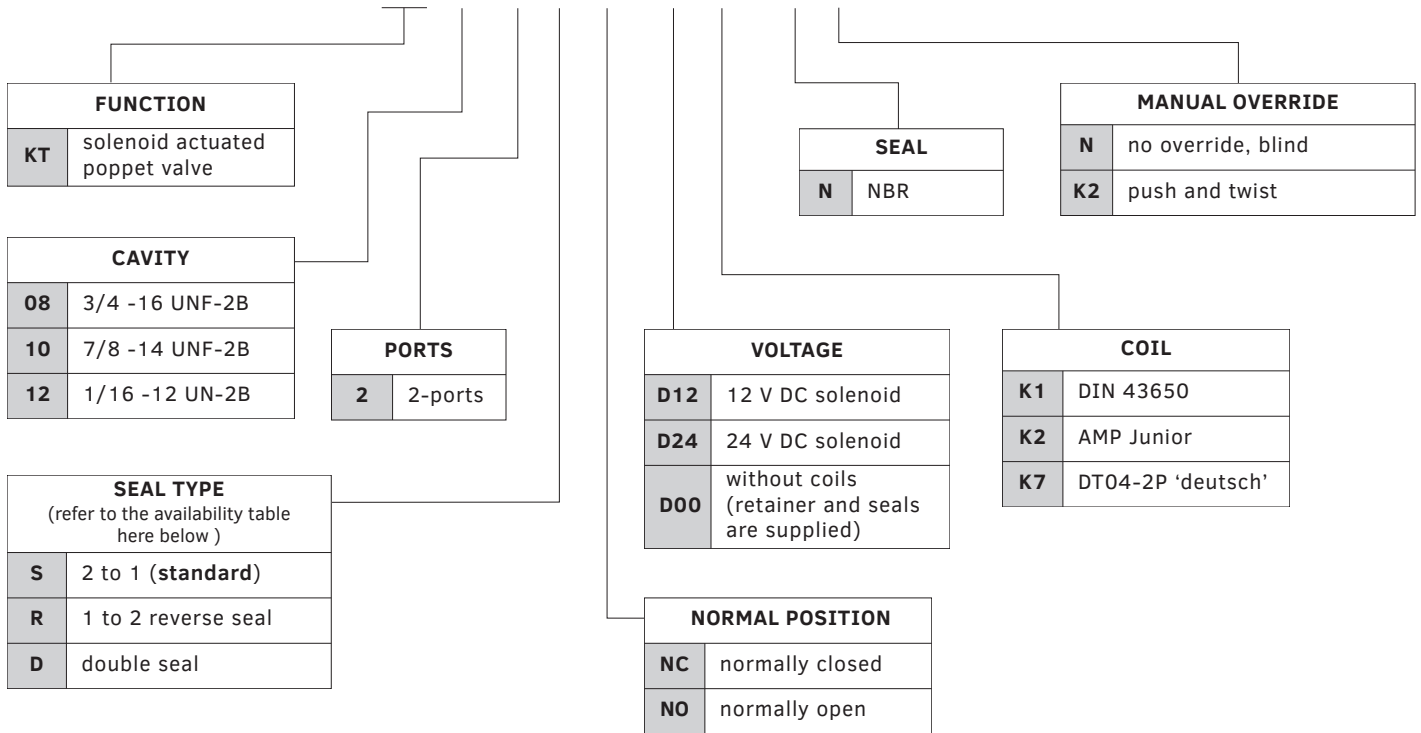 FUNCTION
KT solenoid actuated
poppet valve
CAVITY
08 3/4 -16 UNF-2B
10 7/8 -14 UNF-2B
12 1/16 -12 UN-2B
PORTS
2 2-ports
SEAL TYPE
(refer to the availability table
here below )
S 2 to 1 (standard)
R 1 to 2 reverse seal
D double seal
SEAL
N NBR
MANUAL OVERRIDE
N no override, blind
K2 push and twist
VOLTAGE
D12 12 V DC solenoid
D24 24 V DC solenoid
D00 without coils
(retainer and seals
are supplied)
COIL
K1 DIN 43650
K2 AMP Junior
K7 DT04-2P ‘deutsch’
NORMAL POSITION
NC normally closed
NO normally open